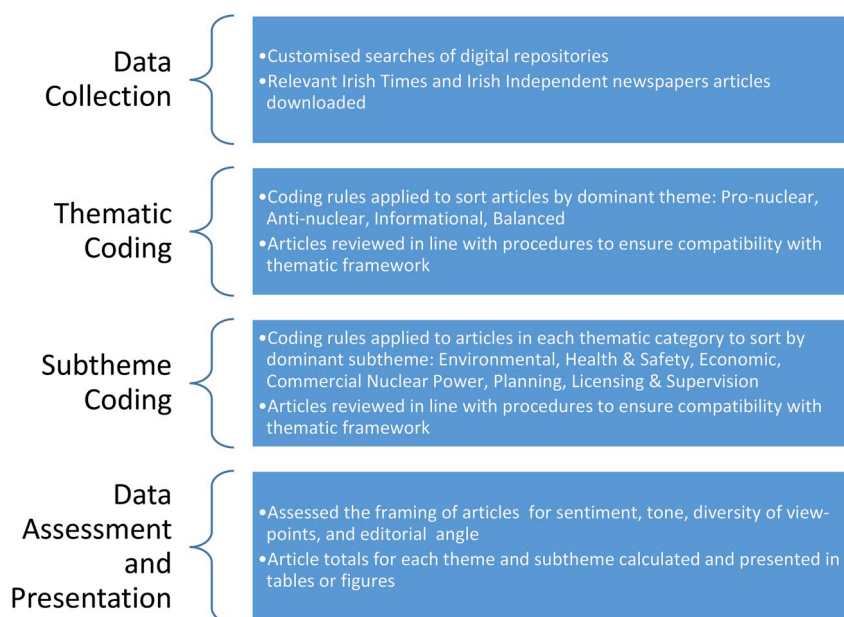 Data
Collection
•Customised searches of digital repositories
•Relevant Irish Times and Irish Independent newspapers articles
downloaded
Thematic
Coding
•Coding rules applied to sort articles by dominant theme: Pro-nuclear,
Anti-nuclear, Informational, Balanced
•Articles reviewed in line with procedures to ensure compatibility with
thematic framework
Subtheme
Coding
•Coding rules applied to articles in each thematic category to sort by
dominant subtheme: Environmental, Health & Safety, Economic,
Commercial Nuclear Power, Planning, Licensing & Supervision
•Articles reviewed in line with procedures to ensure compatibility with
thematic framework
Data
Assessment
and
Presentation
•Assessed the framing of articles for sentiment, tone, diversity of view-
points, and editorial angle
•Article totals for each theme and subtheme calculated and presented in
tables or figures